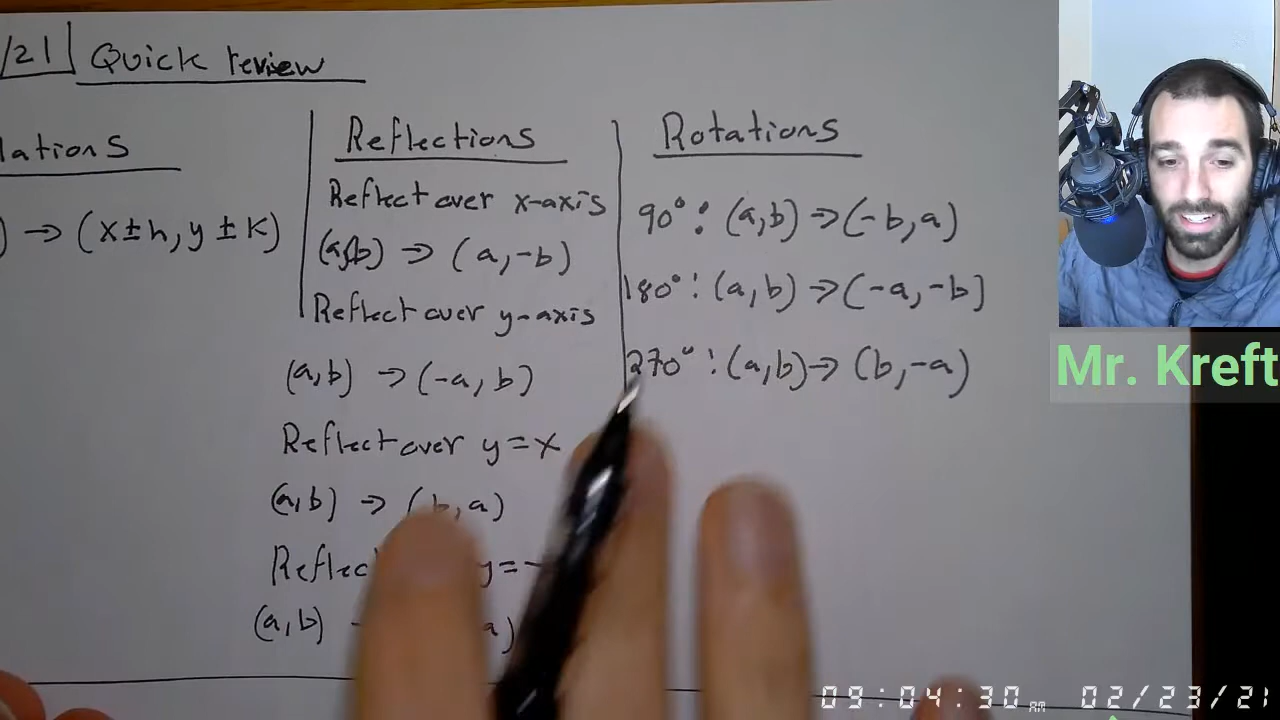 /21 Quick review
lations
) → (x±h, y±k)
Reflections
Reflect over x-axis
(a,b) → (a,-b)
Reflect over y-axis
(a,b) → (-a, b)
Reflect over y=x
(a,b) → (b,a)
Reflec y=-
(a,b) a)
Rotations
90°: (a,b) → (-b,a)
180°: (a,b) → (-a,-b)
270°: (a,b) → (b,-a)
Mr. Kreft
09:04:30 AM 02/23/21